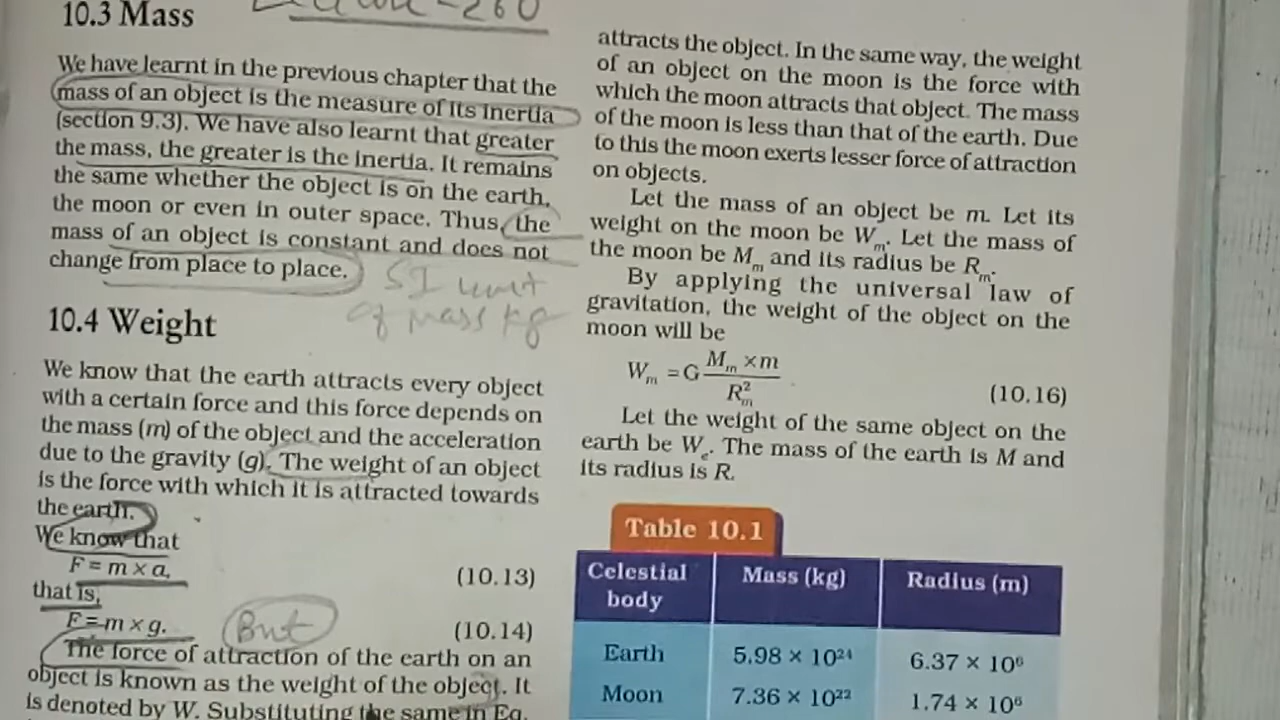 10.3 Mass
We have learnt in the previous chapter that the
mass of an object is the measure of its inertia
(section 9.3). We have also learnt that greater
the mass, the greater is the inertia. It remains
the same whether the object is on the earth,
the moon or even in outer space. Thus, the
mass of an object is constant and does not
change from place to place.
SI unit
of mass kg
10.4 Weight
We know that the earth attracts every object
with a certain force and this force depends on
the mass (m) of the object and the acceleration
due to the gravity (g). The weight of an object
is the force with which it is attracted towards
the earth.
We know that
F = m × a, (10.13)
that is,
F = m × g. (10.14)
But
The force of attraction of the earth on an
object is known as the weight of the object. It
is denoted by W. Substituting the same in Eq.
attracts the object. In the same way, the weight
of an object on the moon is the force with
which the moon attracts that object. The mass
of the moon is less than that of the earth. Due
to this the moon exerts lesser force of attraction
on objects.
Let the mass of an object be m. Let its
weight on the moon be Wₘ. Let the mass of
the moon be Mₘ and its radius be Rₘ.
By applying the universal law of
gravitation, the weight of the object on the
moon will be
Wₘ = G (Mₘ × m) / Rₘ² (10.16)
Let the weight of the same object on the
earth be Wₑ. The mass of the earth is M and
its radius is R.
Table 10.1
Celestial body Mass (kg) Radius (m)
Earth 5.98 × 10²⁴ 6.37 × 10⁶
Moon 7.36 × 10²² 1.74 × 10⁶